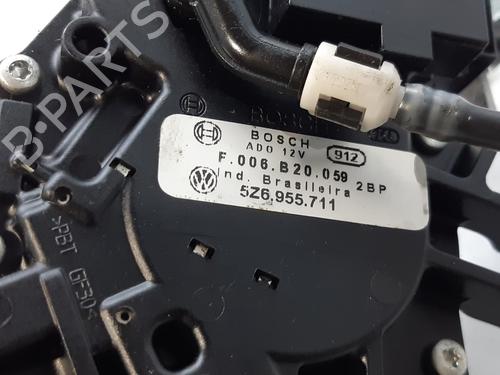 BOSCH
BOSCH
ADO 12V 912
F.006.B20.059
Ind. Brasileira 2BP
5Z6.955.711
>PBT GF30<
B-PARTS